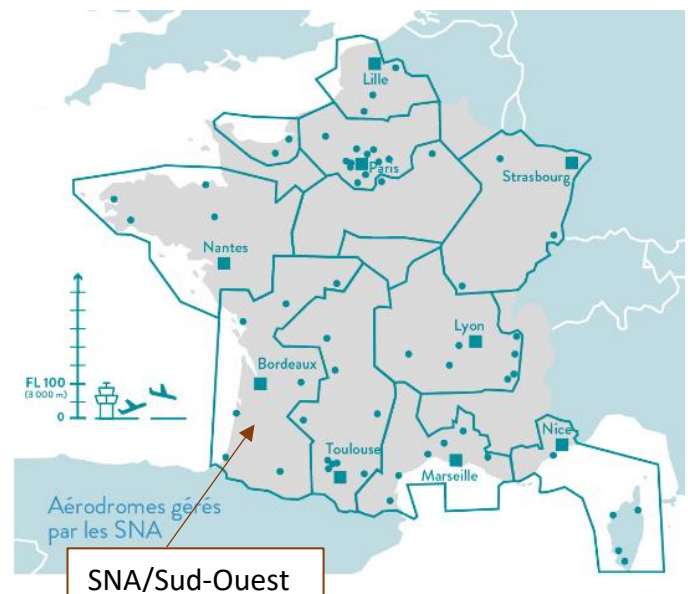 Lille
Paris
Strasbourg
Nantes
Lyon
Bordeaux
FL 100
(3 000 m)
0
Nice
Toulouse
Marseille
Aérodromes gérés
par les SNA
SNA/Sud-Ouest